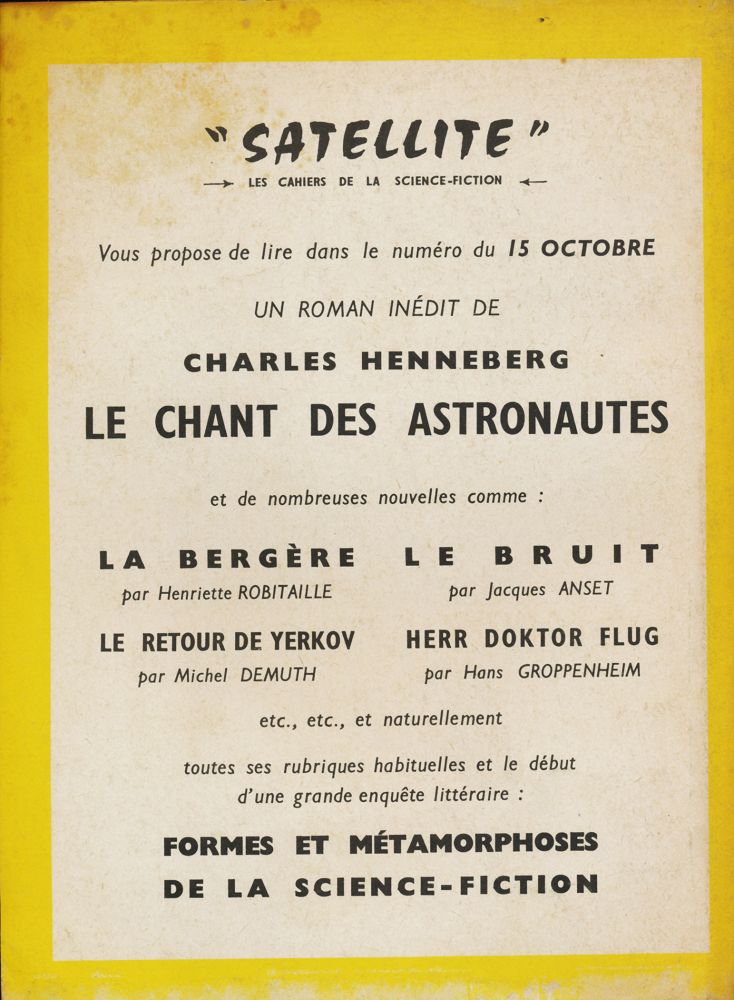 "SATELLITE"
LES CAHIERS DE LA SCIENCE-FICTION
Vous propose de lire dans le numéro du 15 OCTOBRE
UN ROMAN INÉDIT DE
CHARLES HENNEBERG
LE CHANT DES ASTRONAUTES
et de nombreuses nouvelles comme :
LA BERGÈRE
par Henriette ROBITAILLE
LE BRUIT
par Jacques ANSET
LE RETOUR DE YERKOV
par Michel DEMUTH
HERR DOKTOR FLUG
par Hans GROPPENHEIM
etc., etc., et naturellement
toutes ses rubriques habituelles et le début
d'une grande enquête littéraire :
FORMES ET MÉTAMORPHOSES
DE LA SCIENCE-FICTION